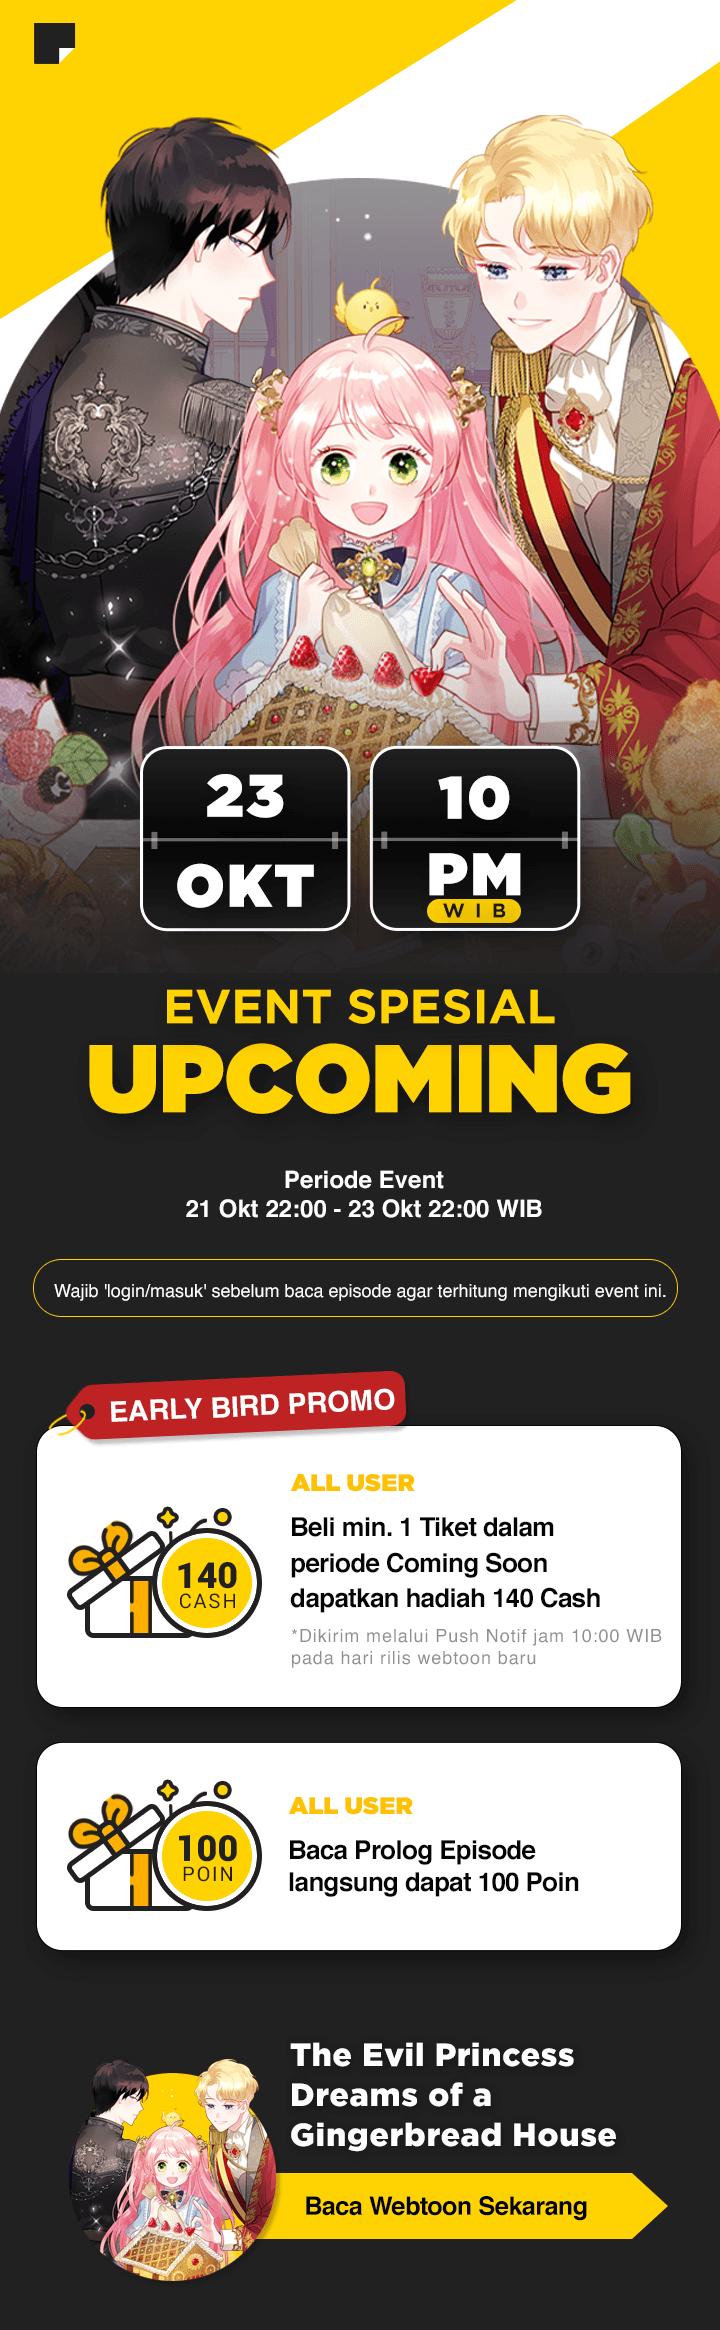 23
OKT
10
PM
WIB
EVENT SPESIAL
UPCOMING
Periode Event
21 Okt 22:00 - 23 Okt 22:00 WIB
Wajib 'login/masuk' sebelum baca episode agar terhitung mengikuti event ini.
EARLY BIRD PROMO
140
CASH
ALL USER
Beli min. 1 Tiket dalam
periode Coming Soon
dapatkan hadiah 140 Cash
*Dikirim melalui Push Notif jam 10:00 WIB
pada hari rilis webtoon baru
100
POIN
ALL USER
Baca Prolog Episode
langsung dapat 100 Poin
The Evil Princess
Dreams of a
Gingerbread House
Baca Webtoon Sekarang